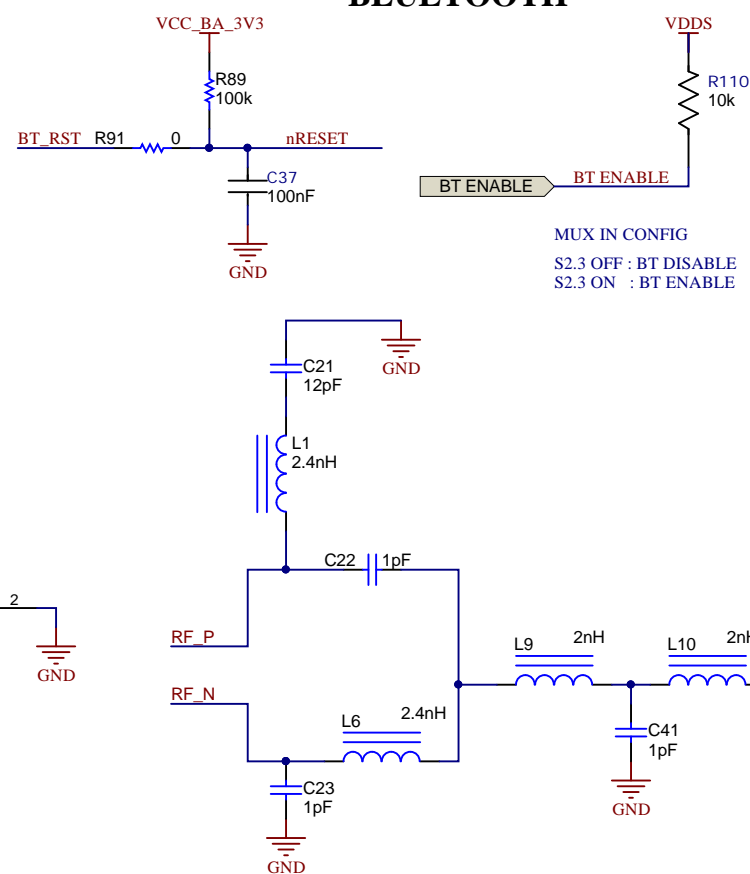 BLUETOOTH
VCC_BA_3V3
VDDS
R89
100k
R110
10k
BT_RST R91 0 nRESET
C37
100nF
GND
BT ENABLE BT ENABLE
MUX IN CONFIG
S2.3 OFF : BT DISABLE
S2.3 ON : BT ENABLE
C21
12pF
GND
L1
2.4nH
C22 1pF
2
GND
RF_P
L9 2nH
L10 2nH
RF_N
L6 2.4nH
C41
1pF
GND
C23
1pF
GND